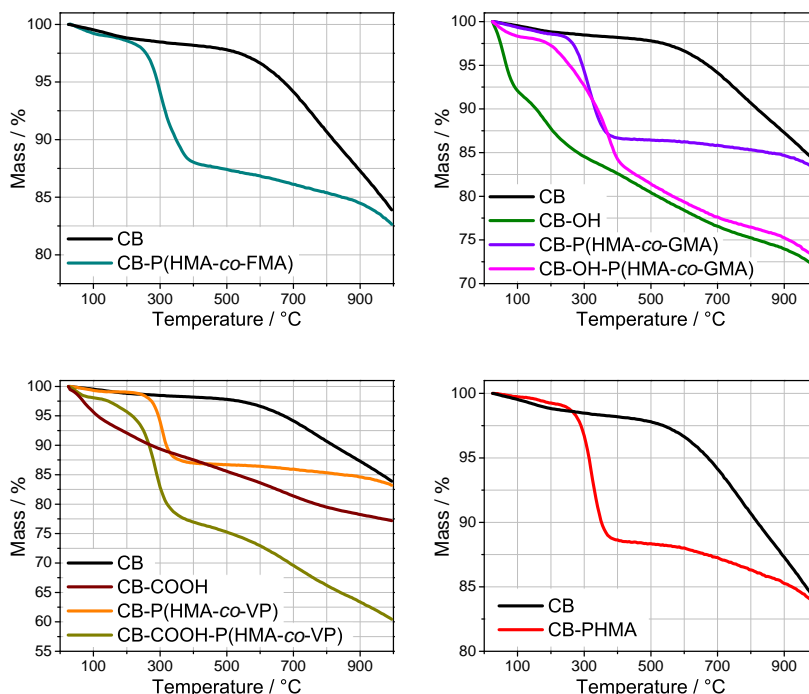 100
95
90
85
80
Mass / %
CB
CB-P(HMA-co-FMA)
100 300 500 700 900
Temperature / °C
100
95
90
85
80
75
70
Mass / %
CB
CB-OH
CB-P(HMA-co-GMA)
CB-OH-P(HMA-co-GMA)
100 300 500 700 900
Temperature / °C
100
95
90
85
80
75
70
65
60
55
Mass / %
CB
CB-COOH
CB-P(HMA-co-VP)
CB-COOH-P(HMA-co-VP)
100 300 500 700 900
Temperature / °C
100
95
90
85
80
Mass / %
CB
CB-PHMA
100 300 500 700 900
Temperature / °C